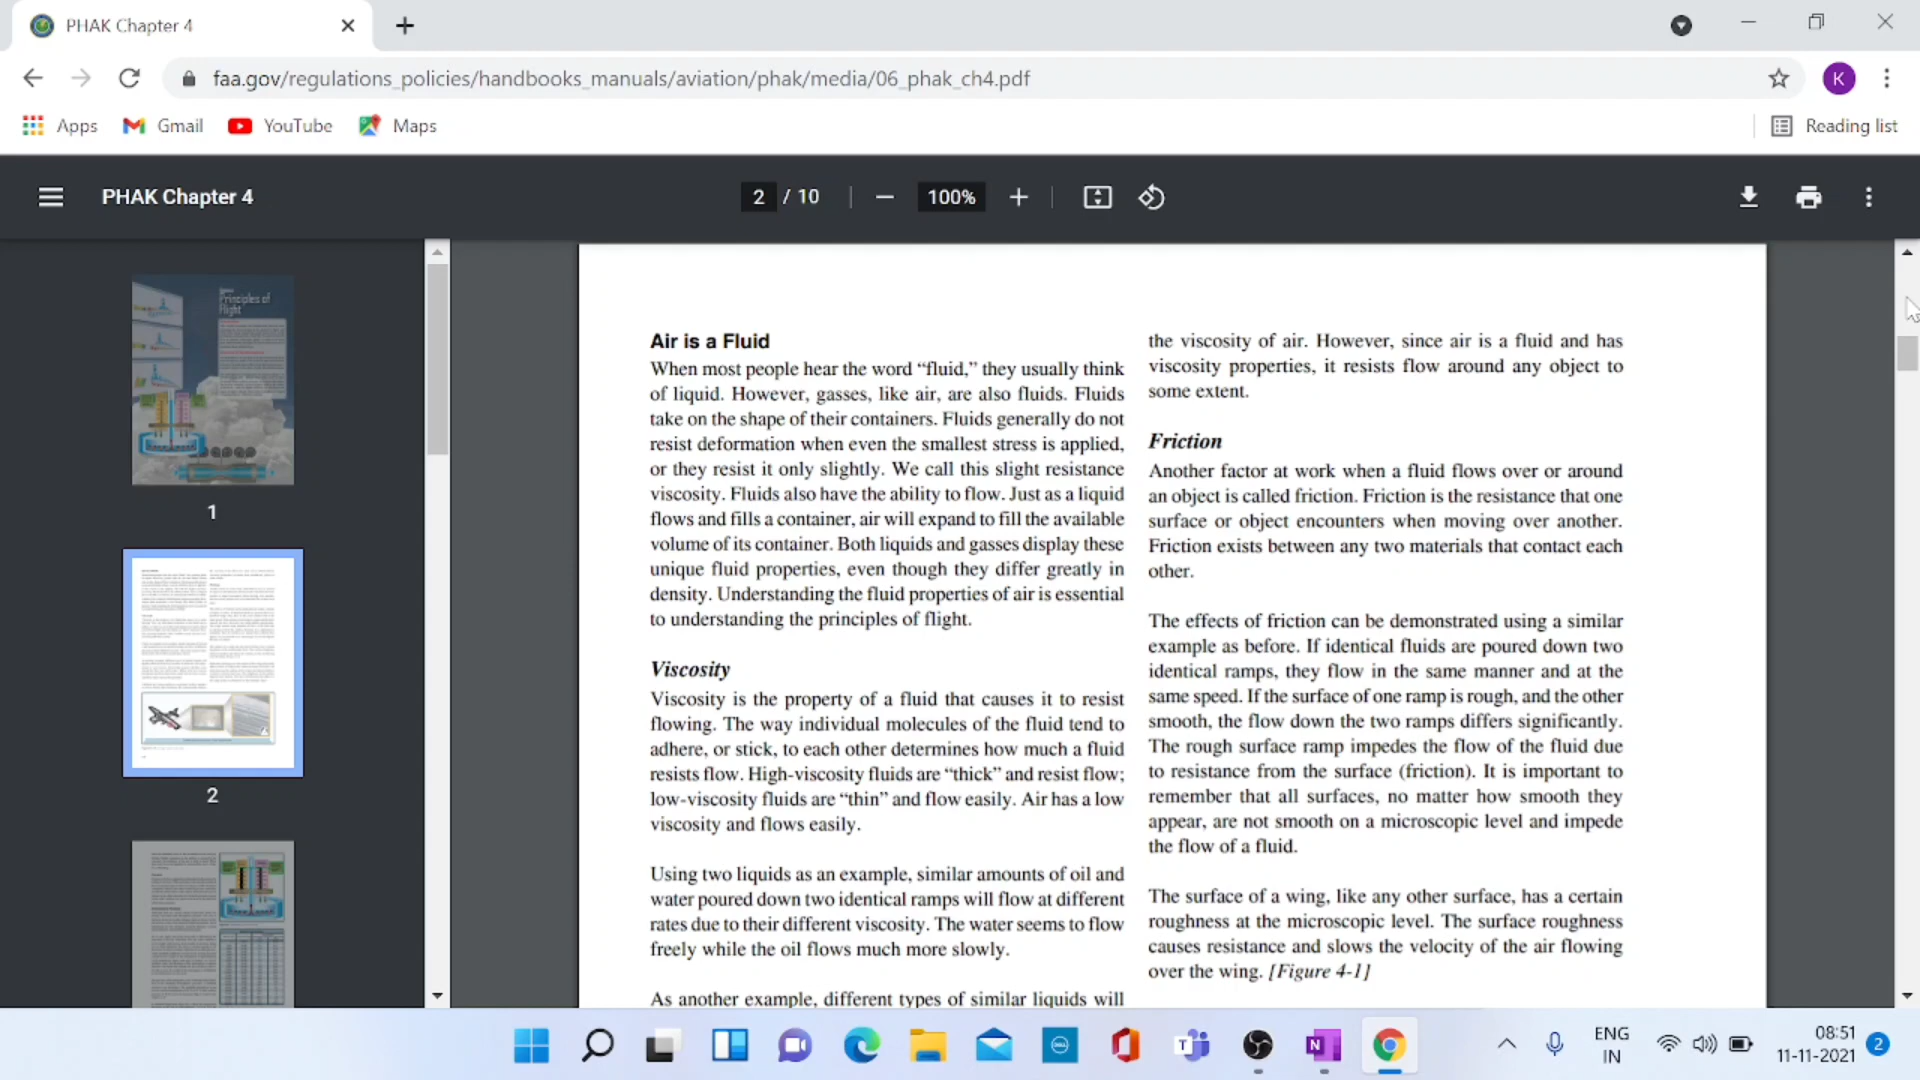 PHAK Chapter 4
faa.gov/regulations_policies/handbooks_manuals/aviation/phak/media/06_phak_ch4.pdf
K
Apps
Gmail
YouTube
Maps
Reading list
PHAK Chapter 4
2 / 10
100%
Principles of
Flight
1
2
Air is a Fluid
When most people hear the word “fluid,” they usually think
of liquid. However, gasses, like air, are also fluids. Fluids
take on the shape of their containers. Fluids generally do not
resist deformation when even the smallest stress is applied,
or they resist it only slightly. We call this slight resistance
viscosity. Fluids also have the ability to flow. Just as a liquid
flows and fills a container, air will expand to fill the available
volume of its container. Both liquids and gasses display these
unique fluid properties, even though they differ greatly in
density. Understanding the fluid properties of air is essential
to understanding the principles of flight.
Viscosity
Viscosity is the property of a fluid that causes it to resist
flowing. The way individual molecules of the fluid tend to
adhere, or stick, to each other determines how much a fluid
resists flow. High-viscosity fluids are “thick” and resist flow;
low-viscosity fluids are “thin” and flow easily. Air has a low
viscosity and flows easily.
Using two liquids as an example, similar amounts of oil and
water poured down two identical ramps will flow at different
rates due to their different viscosity. The water seems to flow
freely while the oil flows much more slowly.
As another example, different types of similar liquids will
the viscosity of air. However, since air is a fluid and has
viscosity properties, it resists flow around any object to
some extent.
Friction
Another factor at work when a fluid flows over or around
an object is called friction. Friction is the resistance that one
surface or object encounters when moving over another.
Friction exists between any two materials that contact each
other.
The effects of friction can be demonstrated using a similar
example as before. If identical fluids are poured down two
identical ramps, they flow in the same manner and at the
same speed. If the surface of one ramp is rough, and the other
smooth, the flow down the two ramps differs significantly.
The rough surface ramp impedes the flow of the fluid due
to resistance from the surface (friction). It is important to
remember that all surfaces, no matter how smooth they
appear, are not smooth on a microscopic level and impede
the flow of a fluid.
The surface of a wing, like any other surface, has a certain
roughness at the microscopic level. The surface roughness
causes resistance and slows the velocity of the air flowing
over the wing. [Figure 4-1]
DELL
T
N
ENG
IN
08:51
11-11-2021
2